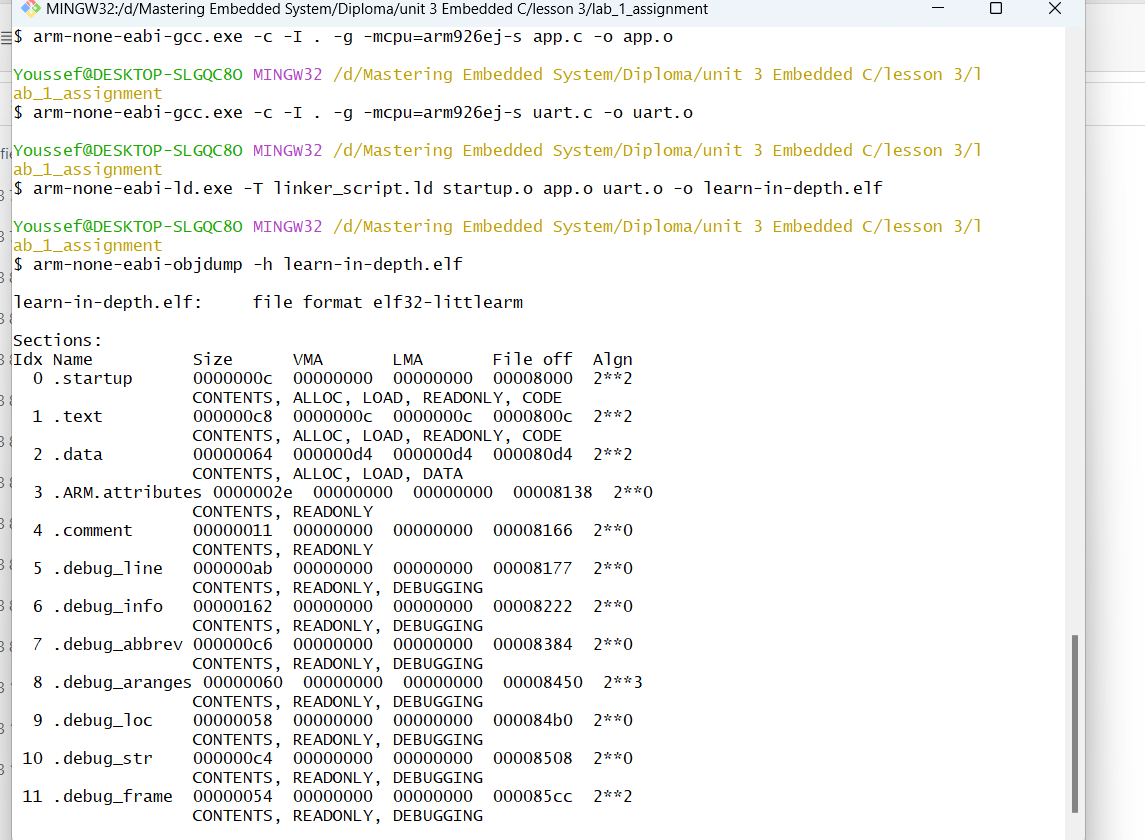 MINGW32:/d/Mastering Embedded System/Diploma/unit 3 Embedded C/lesson 3/lab_1_assignment
$ arm-none-eabi-gcc.exe -c -I . -g -mcpu=arm926ej-s app.c -o app.o
Youssef@DESKTOP-SLGQC8O MINGW32 /d/Mastering Embedded System/Diploma/unit 3 Embedded C/lesson 3/l
ab_1_assignment
$ arm-none-eabi-gcc.exe -c -I . -g -mcpu=arm926ej-s uart.c -o uart.o
Youssef@DESKTOP-SLGQC8O MINGW32 /d/Mastering Embedded System/Diploma/unit 3 Embedded C/lesson 3/l
ab_1_assignment
$ arm-none-eabi-ld.exe -T linker_script.ld startup.o app.o uart.o -o learn-in-depth.elf
Youssef@DESKTOP-SLGQC8O MINGW32 /d/Mastering Embedded System/Diploma/unit 3 Embedded C/lesson 3/l
ab_1_assignment
$ arm-none-eabi-objdump -h learn-in-depth.elf
learn-in-depth.elf:     file format elf32-littlearm
Sections:
Idx Name          Size      VMA       LMA       File off  Algn
  0 .startup      0000000c  00000000  00000000  00008000  2**2
                  CONTENTS, ALLOC, LOAD, READONLY, CODE
  1 .text         000000c8  0000000c  0000000c  0000800c  2**2
                  CONTENTS, ALLOC, LOAD, READONLY, CODE
  2 .data         00000064  000000d4  000000d4  000080d4  2**2
                  CONTENTS, ALLOC, LOAD, DATA
  3 .ARM.attributes 0000002e  00000000  00000000  00008138  2**0
                  CONTENTS, READONLY
  4 .comment      00000011  00000000  00000000  00008166  2**0
                  CONTENTS, READONLY
  5 .debug_line   000000ab  00000000  00000000  00008177  2**0
                  CONTENTS, READONLY, DEBUGGING
  6 .debug_info   00000162  00000000  00000000  00008222  2**0
                  CONTENTS, READONLY, DEBUGGING
  7 .debug_abbrev 000000c6  00000000  00000000  00008384  2**0
                  CONTENTS, READONLY, DEBUGGING
  8 .debug_aranges 00000060  00000000  00000000  00008450  2**3
                  CONTENTS, READONLY, DEBUGGING
  9 .debug_loc    00000058  00000000  00000000  000084b0  2**0
                  CONTENTS, READONLY, DEBUGGING
 10 .debug_str    000000c4  00000000  00000000  00008508  2**0
                  CONTENTS, READONLY, DEBUGGING
 11 .debug_frame  00000054  00000000  00000000  000085cc  2**2
                  CONTENTS, READONLY, DEBUGGING